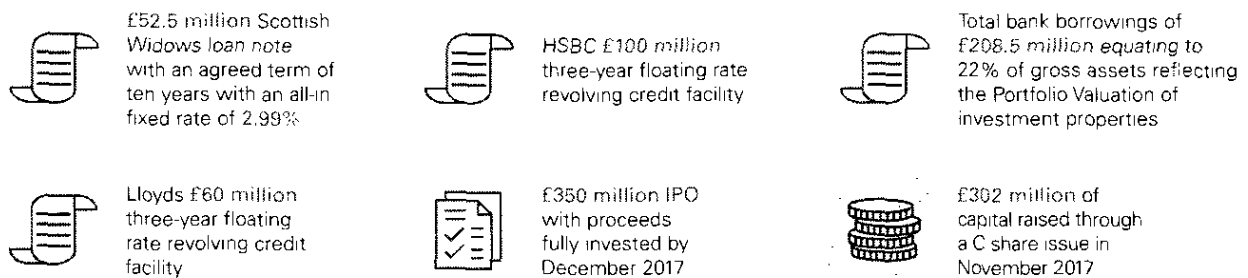 £52.5 million Scottish
Widows loan note
with an agreed term of
ten years with an all-in
fixed rate of 2.99%
HSBC £100 million
three-year floating rate
revolving credit facility
Total bank borrowings of
£208.5 million equating to
22% of gross assets reflecting
the Portfolio Valuation of
investment properties
Lloyds £60 million
three-year floating
rate revolving credit
facility
£350 million IPO
with proceeds
fully invested by
December 2017
£302 million of
capital raised through
a C share issue in
November 2017